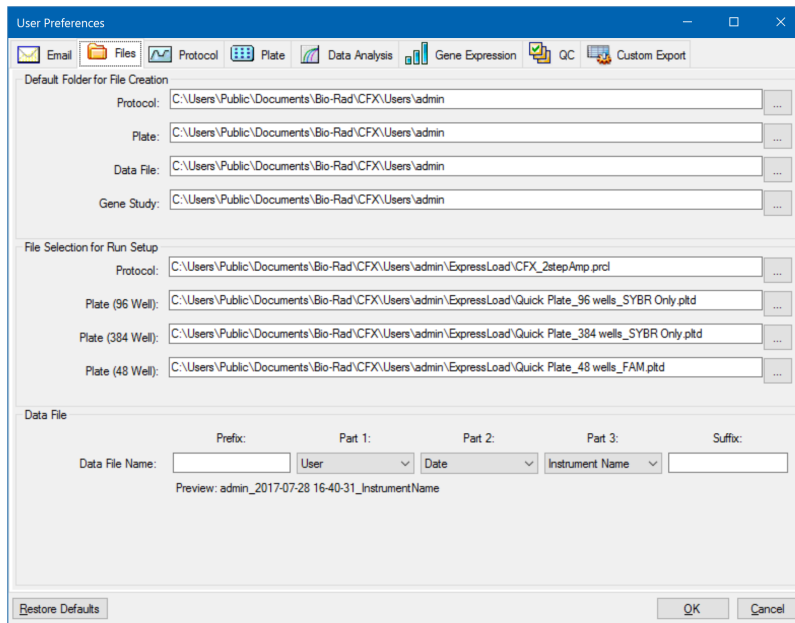 User Preferences
Email Files Protocol Plate Data Analysis Gene Expression QC Custom Export
Default Folder for File Creation
Protocol: C:\Users\Public\Documents\Bio-Rad\CFX\Users\admin ...
Plate: C:\Users\Public\Documents\Bio-Rad\CFX\Users\admin ...
Data File: C:\Users\Public\Documents\Bio-Rad\CFX\Users\admin ...
Gene Study: C:\Users\Public\Documents\Bio-Rad\CFX\Users\admin ...
File Selection for Run Setup
Protocol: C:\Users\Public\Documents\Bio-Rad\CFX\Users\admin\ExpressLoad\CFX_2stepAmp.prcl ...
Plate (96 Well): C:\Users\Public\Documents\Bio-Rad\CFX\Users\admin\ExpressLoad\Quick Plate_96 wells_SYBR Only.pltd ...
Plate (384 Well): C:\Users\Public\Documents\Bio-Rad\CFX\Users\admin\ExpressLoad\Quick Plate_384 wells_SYBR Only.pltd ...
Plate (48 Well): C:\Users\Public\Documents\Bio-Rad\CFX\Users\admin\ExpressLoad\Quick Plate_48 wells_FAM.pltd ...
Data File
Prefix: Part 1: Part 2: Part 3: Suffix:
Data File Name: User Date Instrument Name
Preview: admin_2017-07-28 16-40-31_InstrumentName
Restore Defaults OK Cancel